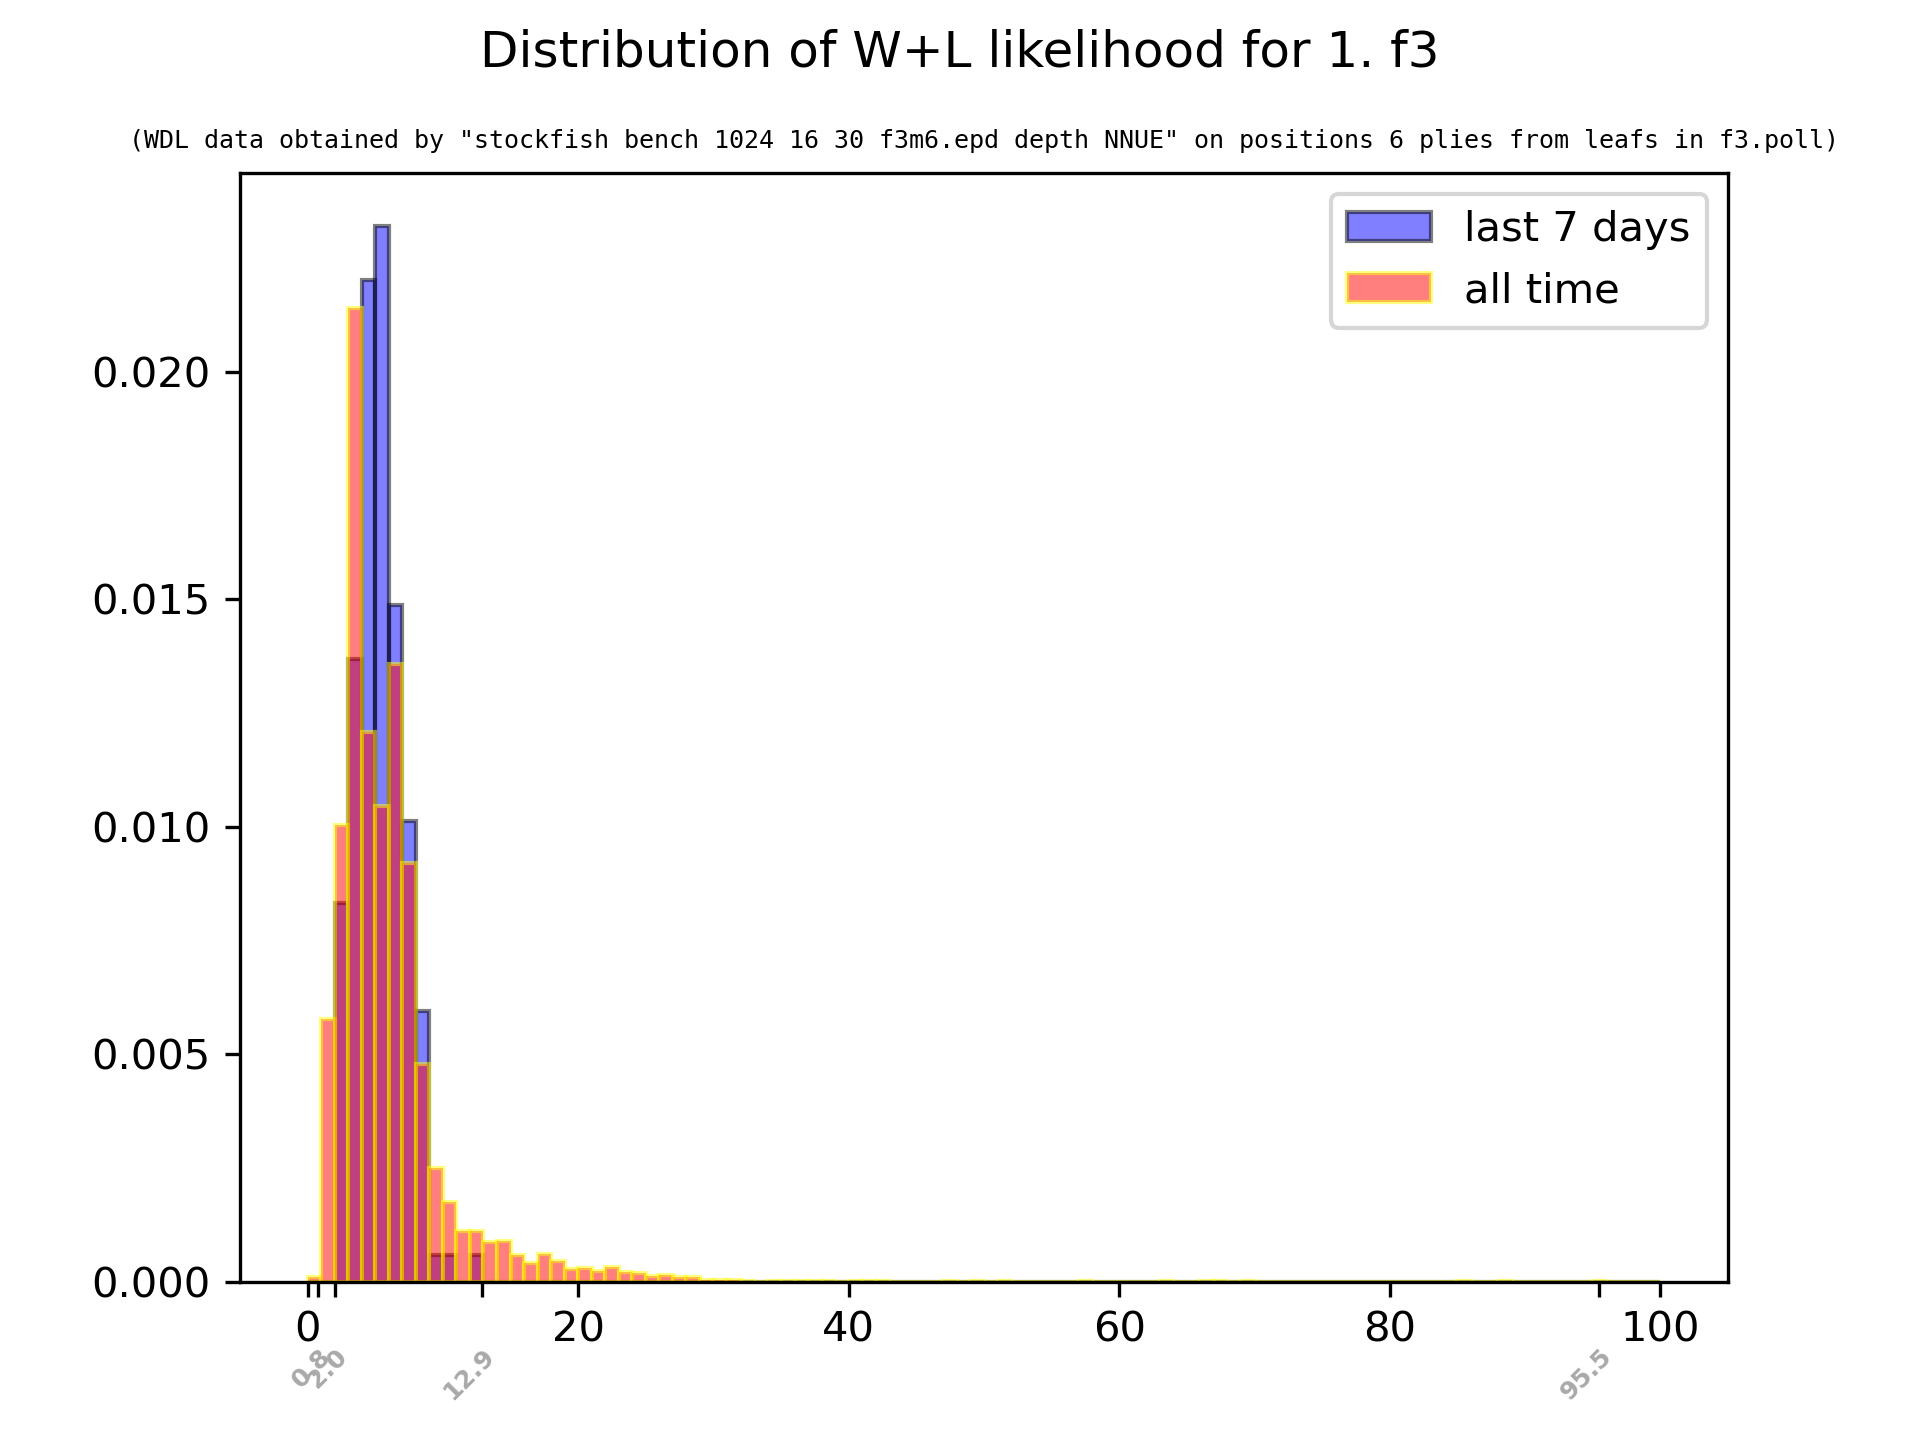 Distribution of W+L likelihood for 1. f3
(WDL data obtained by "stockfish bench 1024 16 30 f3m6.epd depth NNUE" on positions 6 plies from leafs in f3.poll)
last 7 days
all time
0.020
0.015
0.010
0.005
0.000
0 20 40 60 80 100
0.8 2.0 12.9 95.5